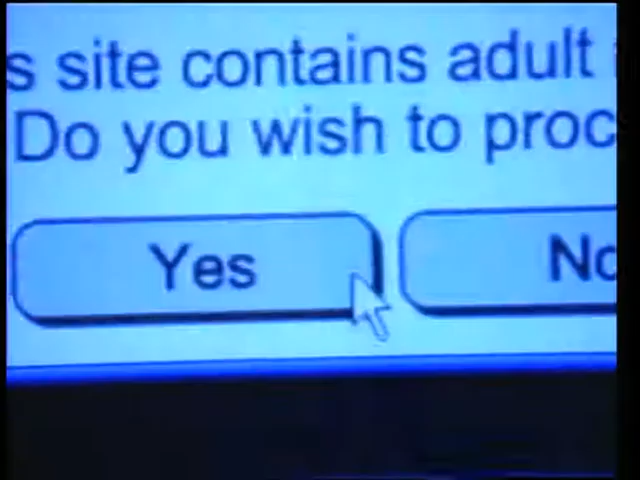 s site contains adult
Do you wish to proc
Yes
No